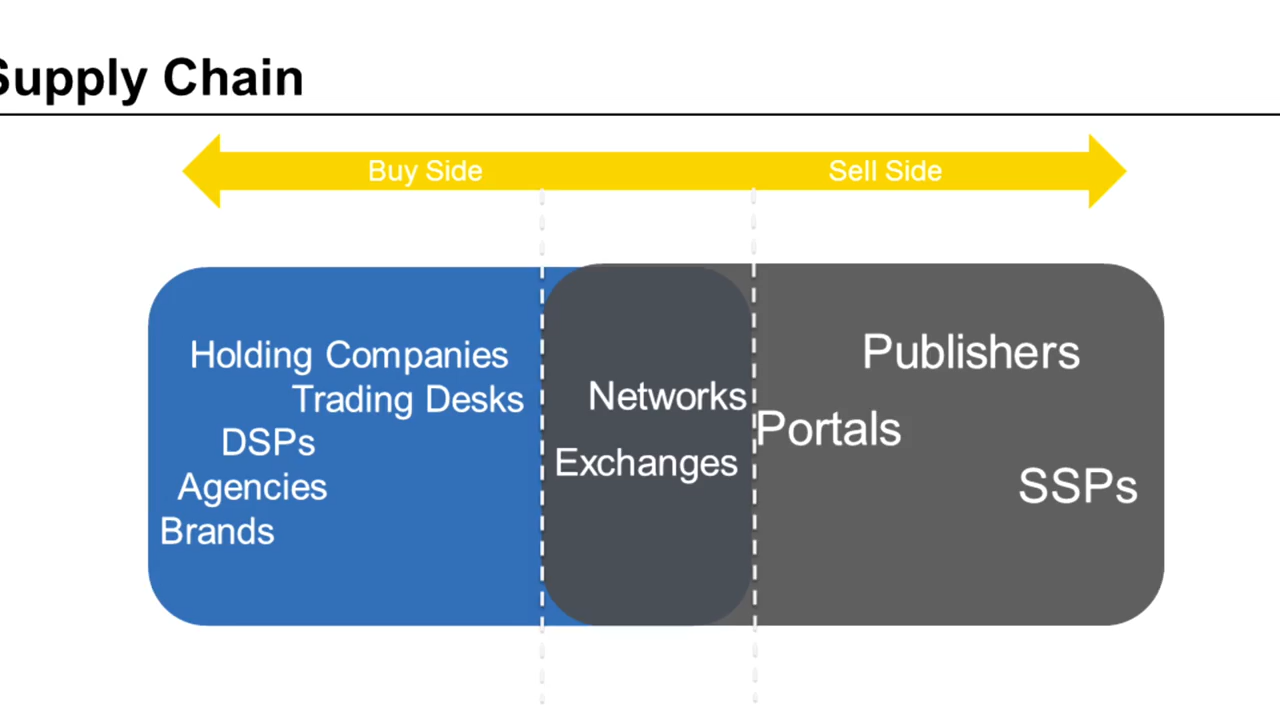 Supply Chain
Buy Side
Sell Side
Holding Companies
Trading Desks
DSPs
Agencies
Brands
Networks
Exchanges
Publishers
Portals
SSPs